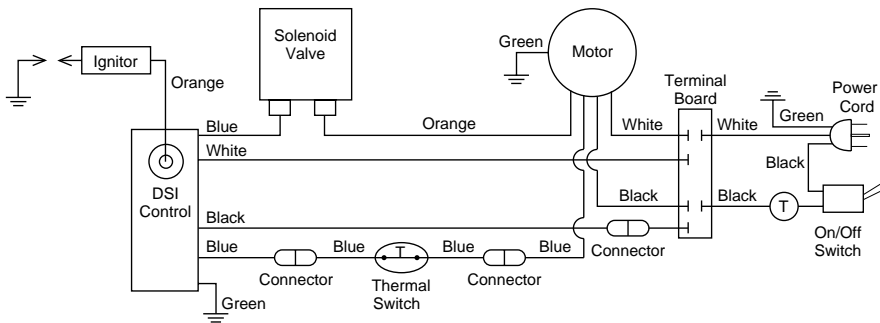 Solenoid
Valve
Green
Motor
Ignitor
Orange
Terminal
Board
Power
Cord
Green
Blue
Orange
White
White
White
Black
DSI
Control
Black
Black
Black
T
On/Off
Switch
Connector
Blue
Blue
T
Blue
Blue
Connector
Thermal
Switch
Connector
Green